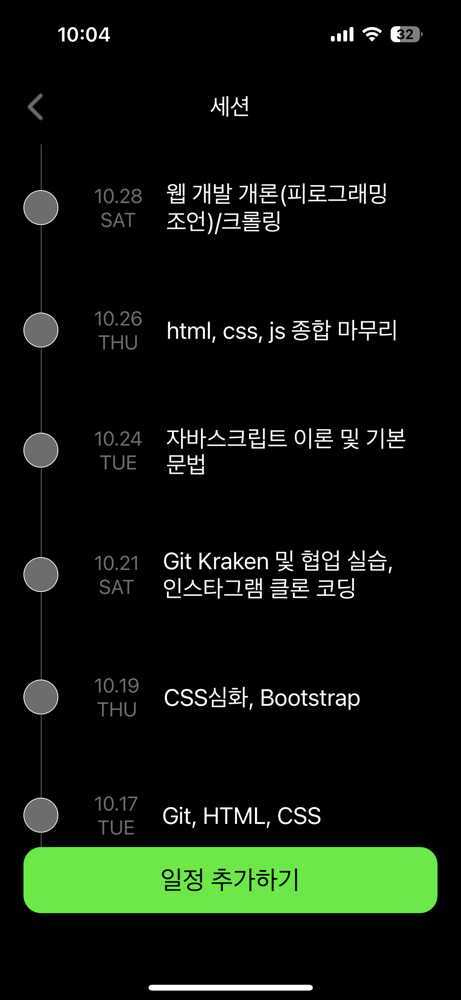 10:04
32
세션
10.28
SAT
웹 개발 개론(피로그래밍
조언)/크롤링
10.26
THU
html, css, js 종합 마무리
10.24
TUE
자바스크립트 이론 및 기본
문법
10.21
SAT
Git Kraken 및 협업 실습,
인스타그램 클론 코딩
10.19
THU
CSS심화, Bootstrap
10.17
TUE
Git, HTML, CSS
일정 추가하기